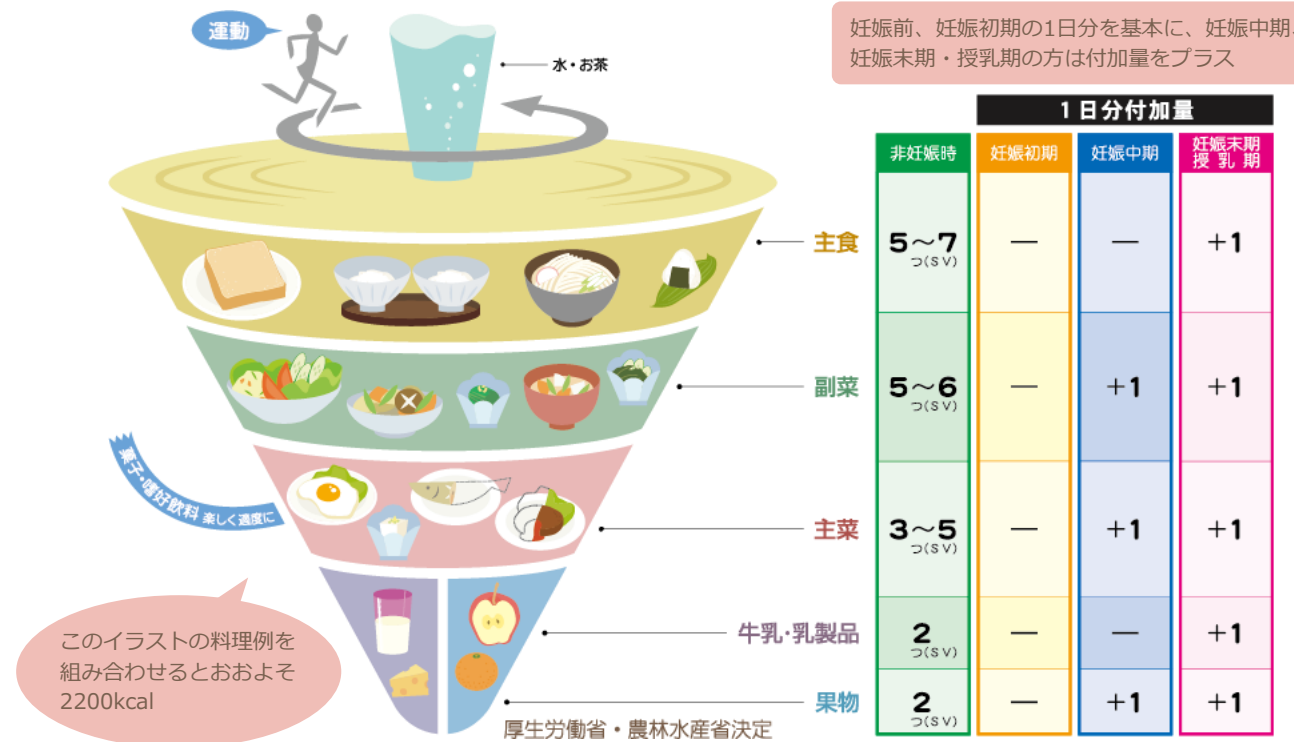 運動
水・お茶
妊娠前、妊娠初期の1日分を基本に、妊娠中期、
妊娠末期・授乳期の方は付加量をプラス
1日分付加量
非妊娠時
妊娠初期
妊娠中期
妊娠末期
授乳期
主食
5～7
つ(SV)
—
—
+1
副菜
5～6
つ(SV)
—
+1
+1
主菜
3～5
つ(SV)
—
+1
+1
牛乳・乳製品
2
つ(SV)
—
—
+1
果物
2
つ(SV)
—
+1
+1
菓子・嗜好飲料 楽しく適度に
このイラストの料理例を
組み合わせるとおおよそ
2200kcal
厚生労働省・農林水産省決定